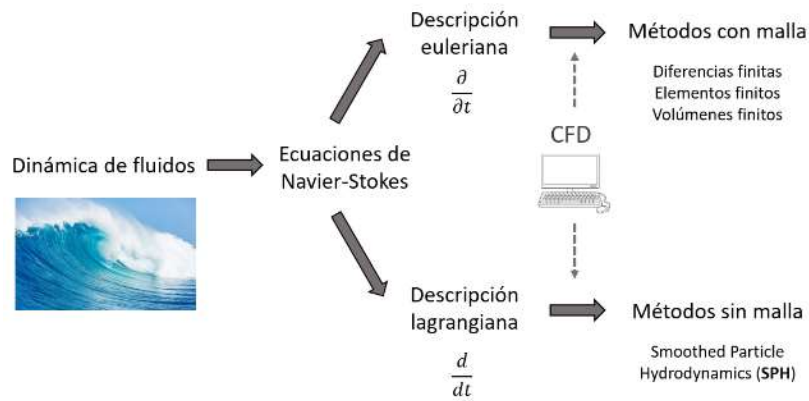 Dinámica de fluidos
Ecuaciones de
Navier-Stokes
Descripción
euleriana
∂
∂t
Métodos con malla
Diferencias finitas
Elementos finitos
Volúmenes finitos
CFD
Descripción
lagrangiana
d
dt
Métodos sin malla
Smoothed Particle
Hydrodynamics (SPH)